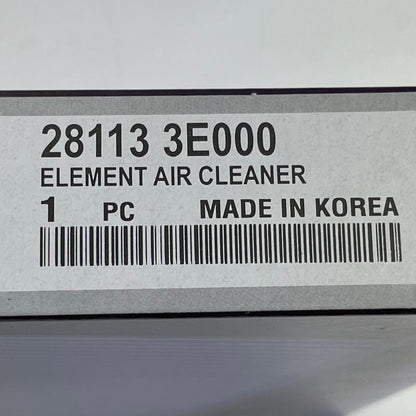 28113 3E000
ELEMENT AIR CLEANER
1 PC MADE IN KOREA